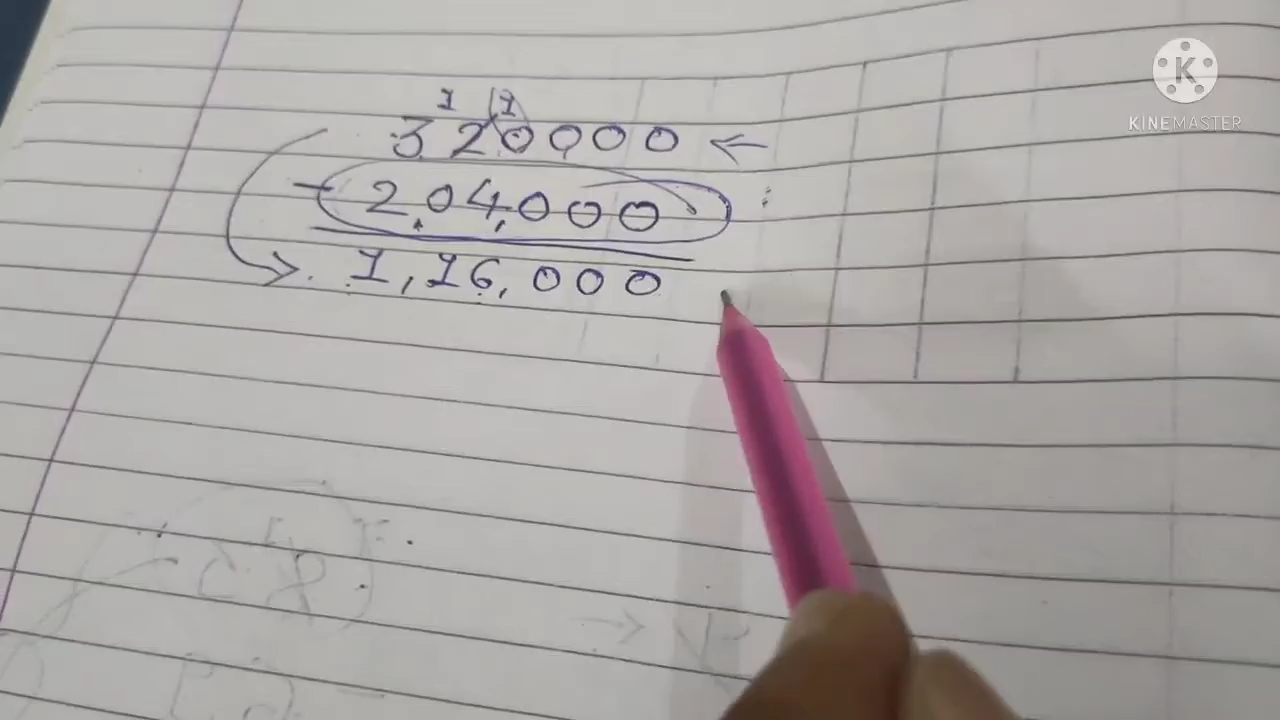 1 1
320000 ←
- 2,04,000
1,16,000
K
KINEMASTER